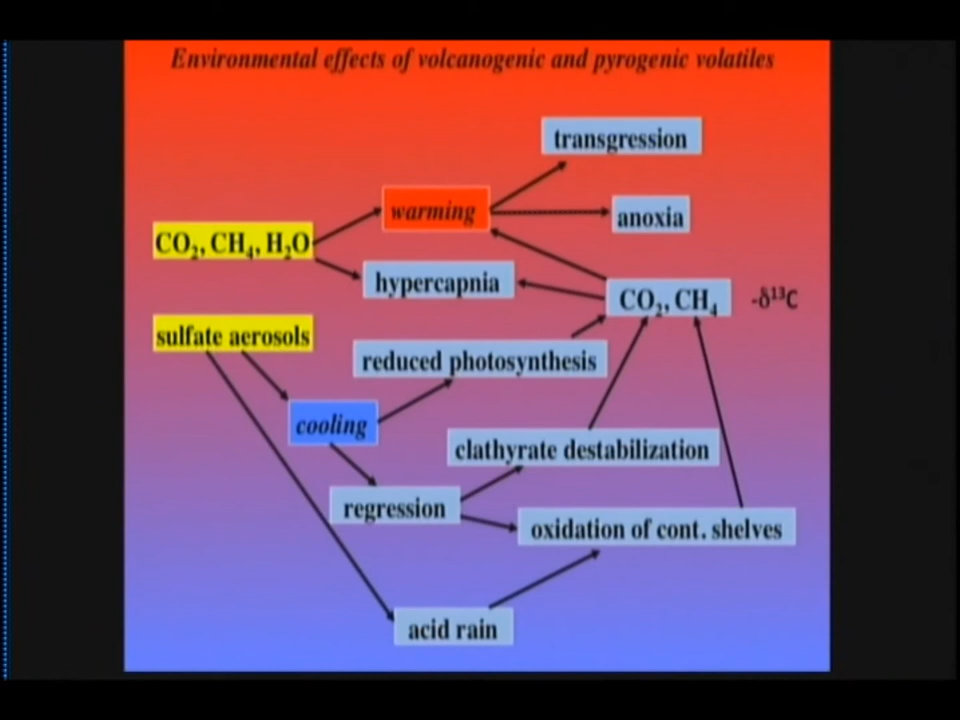 Environmental effects of volcanogenic and pyrogenic volatiles
transgression
warming
anoxia
CO₂, CH₄, H₂O
hypercapnia
CO₂, CH₄
-δ¹³C
sulfate aerosols
reduced photosynthesis
cooling
clathyrate destabilization
regression
oxidation of cont. shelves
acid rain